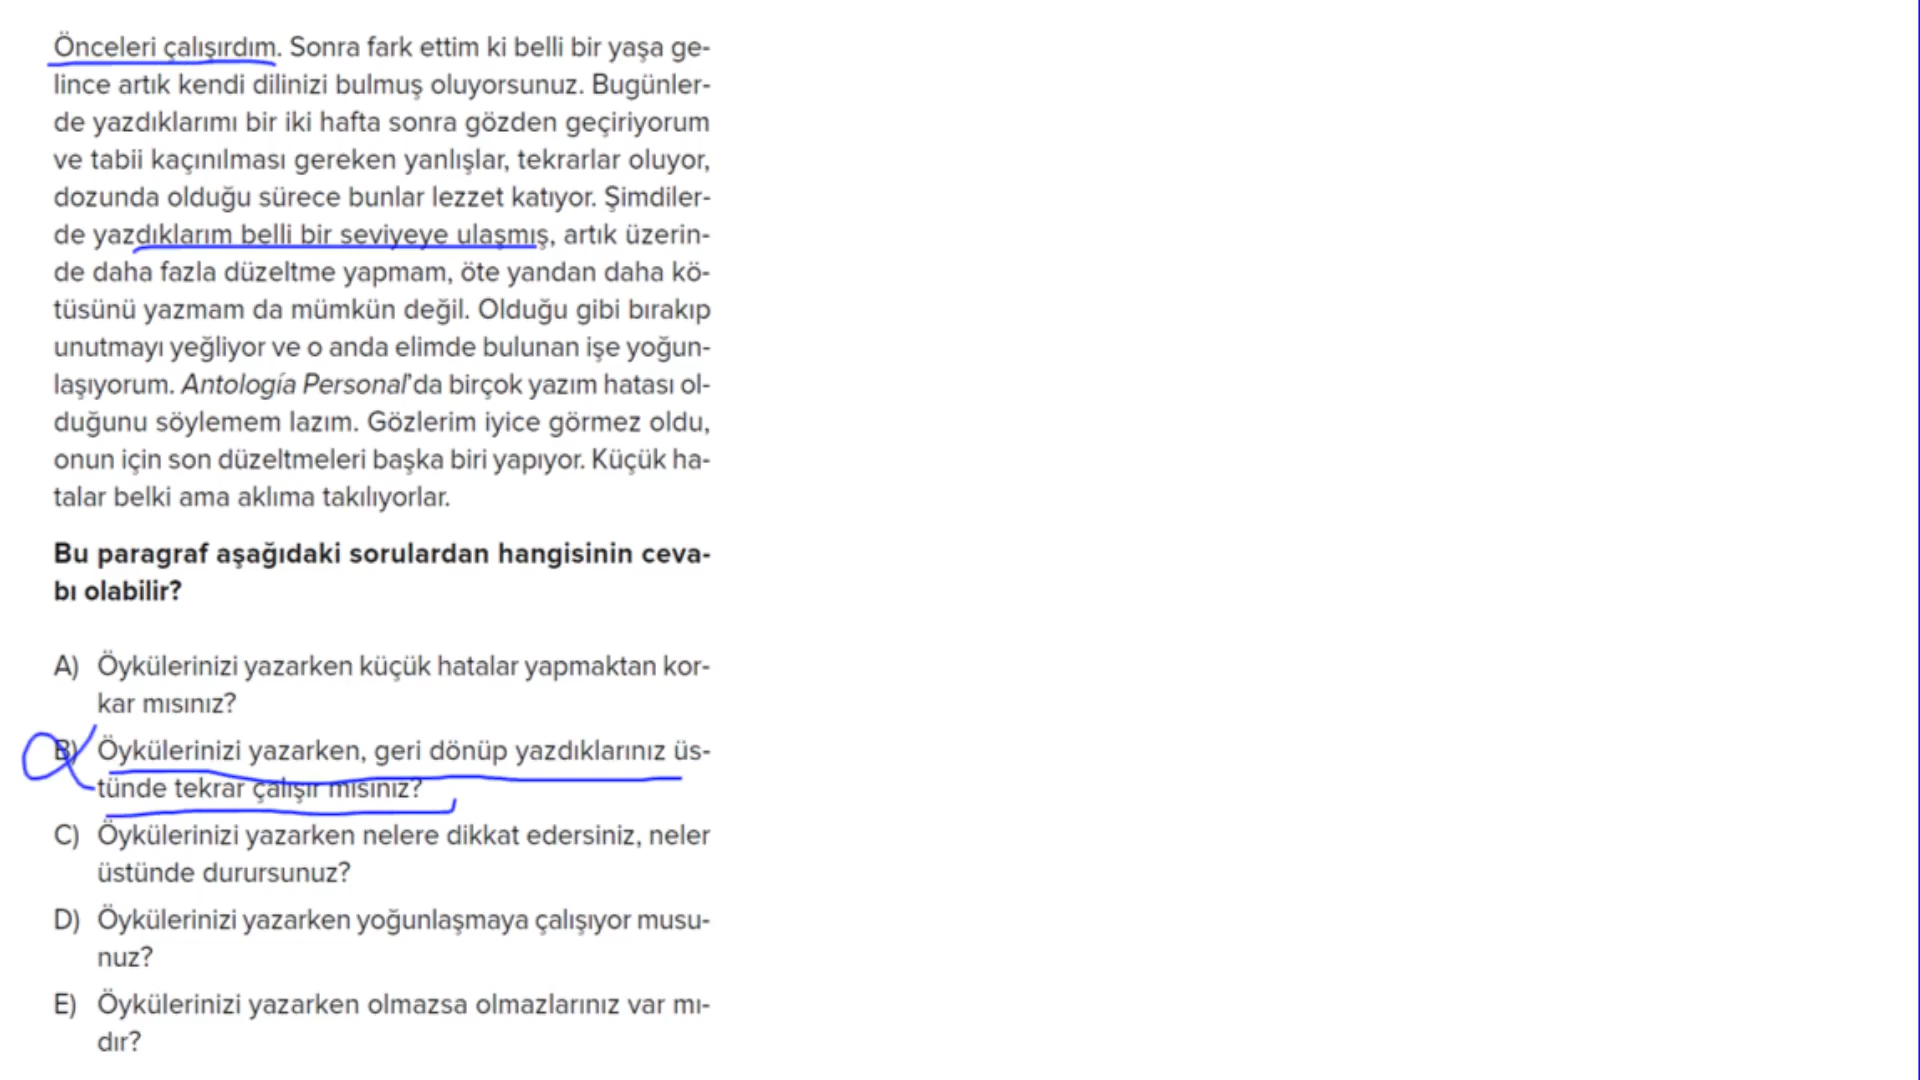 Önceleri çalışırdım. Sonra fark ettim ki belli bir yaşa ge-
lince artık kendi dilinizi bulmuş oluyorsunuz. Bugünler-
de yazdıklarımı bir iki hafta sonra gözden geçiriyorum
ve tabii kaçınılması gereken yanlışlar, tekrarlar oluyor,
dozunda olduğu sürece bunlar lezzet katıyor. Şimdiler-
de yazdıklarım belli bir seviyeye ulaşmış, artık üzerin-
de daha fazla düzeltme yapmam, öte yandan daha kö-
tüsünü yazmam da mümkün değil. Olduğu gibi bırakıp
unutmayı yeğliyor ve o anda elimde bulunan işe yoğun-
laşıyorum. Antología Personal'da birçok yazım hatası ol-
duğunu söylemem lazım. Gözlerim iyice görmez oldu,
onun için son düzeltmeleri başka biri yapıyor. Küçük ha-
talar belki ama aklıma takılıyorlar.
Bu paragraf aşağıdaki sorulardan hangisinin ceva-
bı olabilir?
A) Öykülerinizi yazarken küçük hatalar yapmaktan kor-
kar mısınız?
B) Öykülerinizi yazarken, geri dönüp yazdıklarınız üs-
tünde tekrar çalışır mısınız?
C) Öykülerinizi yazarken nelere dikkat edersiniz, neler
üstünde durursunuz?
D) Öykülerinizi yazarken yoğunlaşmaya çalışıyor musu-
nuz?
E) Öykülerinizi yazarken olmazsa olmazlarınız var mı-
dır?